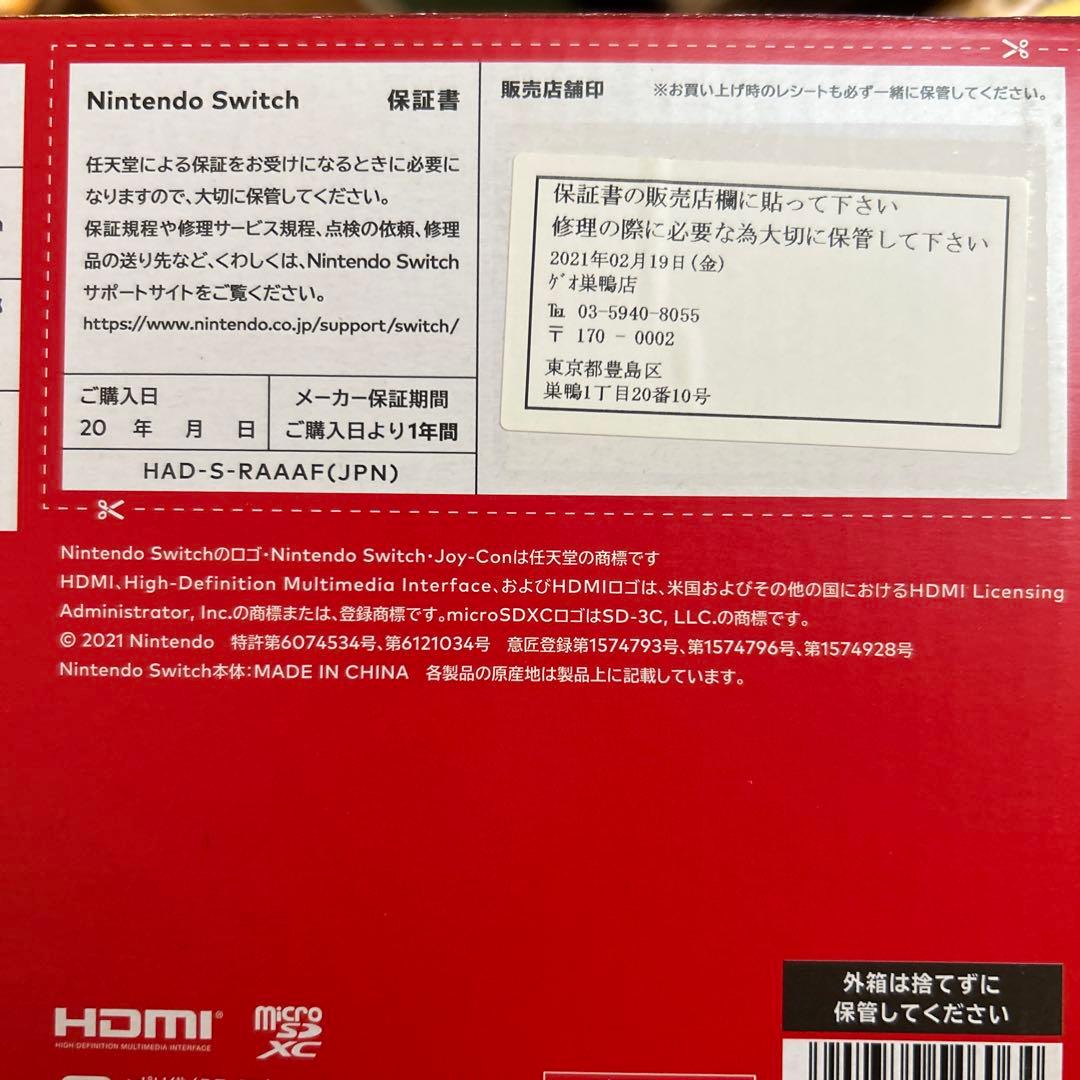 Nintendo Switch 保証書
任天堂による保証をお受けになるときに必要に
なりますので、大切に保管してください。
保証規程や修理サービス規程、点検の依頼、修理
品の送り先など、くわしくは、Nintendo Switch
サポートサイトをご覧ください。
https://www.nintendo.co.jp/support/switch/
ご購入日
20 年 月 日
メーカー保証期間
ご購入日より1年間
HAD-S-RAAAF(JPN)
販売店舗印 ※お買い上げ時のレシートも必ず一緒に保管してください。
保証書の販売店欄に貼って下さい
修理の際に必要な為大切に保管して下さい
2021年02月19日(金)
ゲオ巣鴨店
℡ 03-5940-8055
〒 170 - 0002
東京都豊島区
巣鴨1丁目20番10号
Nintendo Switchのロゴ・Nintendo Switch・Joy-Conは任天堂の商標です
HDMI、High-Definition Multimedia Interface、およびHDMIロゴは、米国およびその他の国におけるHDMI Licensing
Administrator, Inc.の商標または、登録商標です。microSDXCロゴはSD-3C, LLC.の商標です。
© 2021 Nintendo 特許第6074534号、第6121034号 意匠登録第1574793号、第1574796号、第1574928号
Nintendo Switch本体:MADE IN CHINA 各製品の原産地は製品上に記載しています。
HDMI®
HIGH-DEFINITION MULTIMEDIA INTERFACE
micro
SD
XC
外箱は捨てずに
保管してください